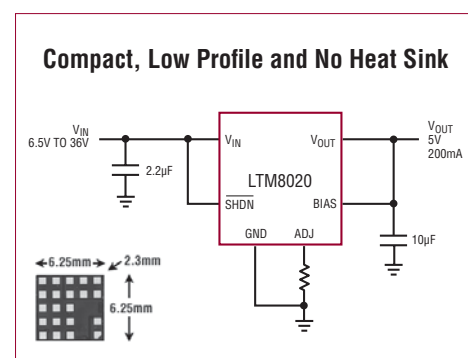 Compact, Low Profile and No Heat Sink
VIN
6.5V TO 36V
2.2µF
VIN
VOUT
LTM8020
SHDN
BIAS
GND
ADJ
VOUT
5V
200mA
10µF
6.25mm
2.3mm
6.25mm